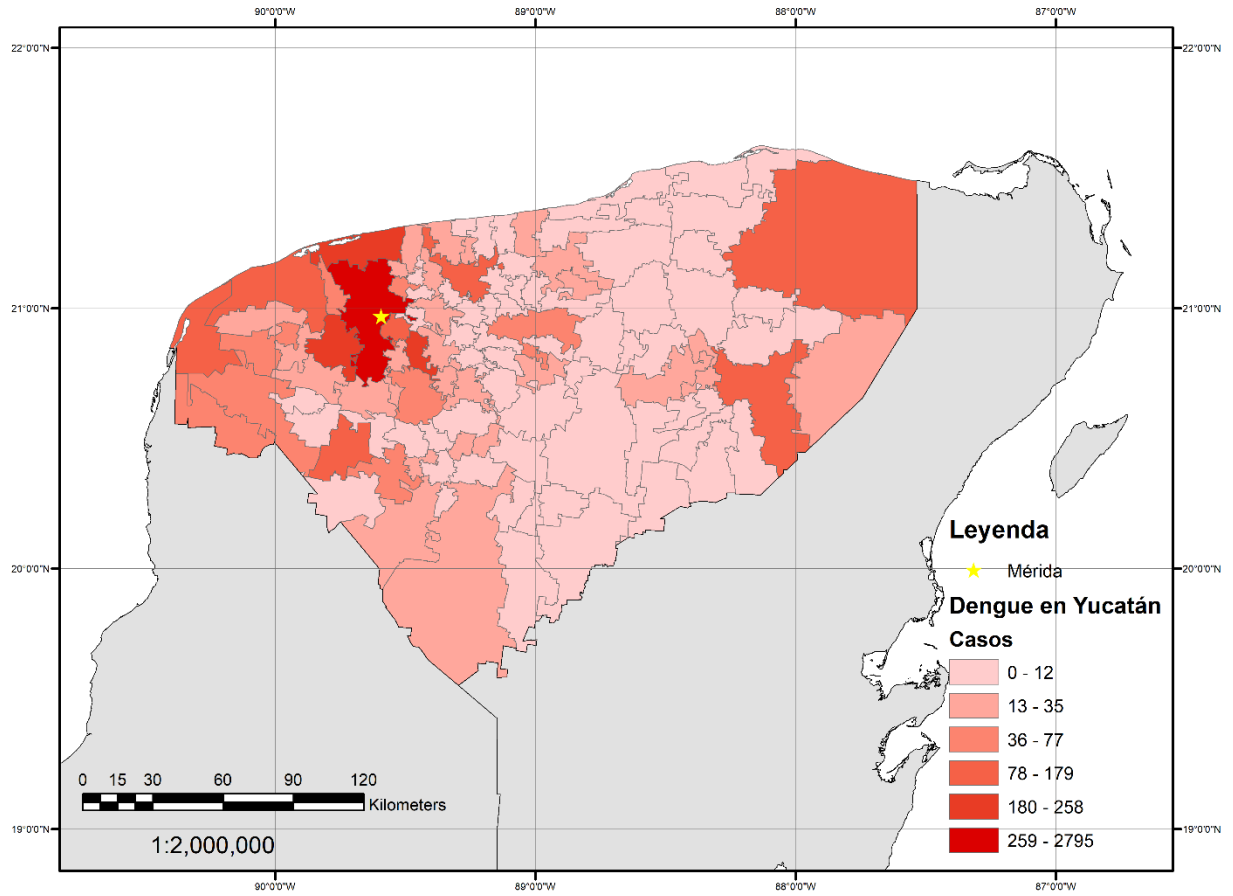 90°0'0"W 89°0'0"W 88°0'0"W 87°0'0"W
22°0'0"N 22°0'0"N
21°0'0"N 21°0'0"N
20°0'0"N 20°0'0"N
19°0'0"N 19°0'0"N
Leyenda
Mérida
Dengue en Yucatán
Casos
0 - 12
13 - 35
36 - 77
78 - 179
180 - 258
259 - 2795
0 15 30 60 90 120
Kilometers
1:2,000,000
90°0'0"W 89°0'0"W 88°0'0"W 87°0'0"W